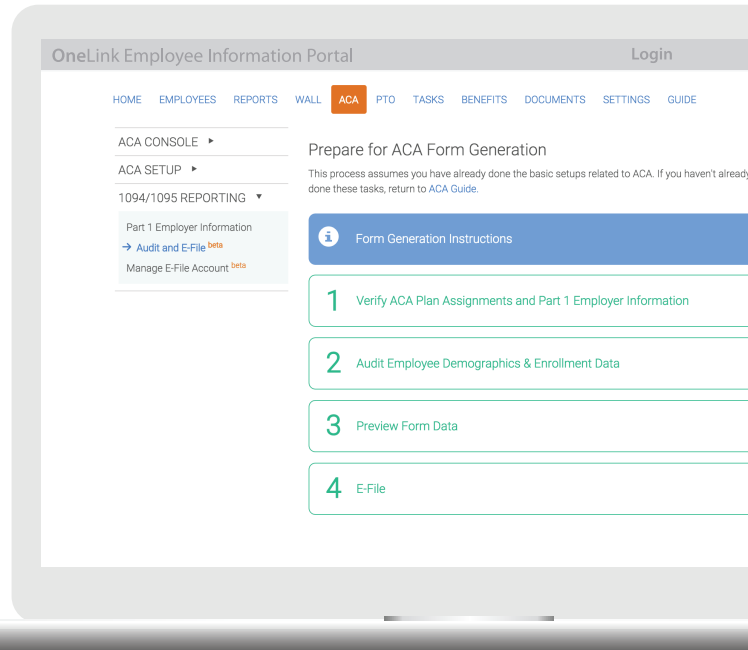 OneLink Employee Information Portal Login
HOME EMPLOYEES REPORTS WALL ACA PTO TASKS BENEFITS DOCUMENTS SETTINGS GUIDE
ACA CONSOLE
ACA SETUP
1094/1095 REPORTING
Part 1 Employer Information
→ Audit and E-File beta
Manage E-File Account beta
Prepare for ACA Form Generation
This process assumes you have already done the basic setups related to ACA. If you haven't already
done these tasks, return to ACA Guide.
i Form Generation Instructions
1 Verify ACA Plan Assignments and Part 1 Employer Information
2 Audit Employee Demographics & Enrollment Data
3 Preview Form Data
4 E-File